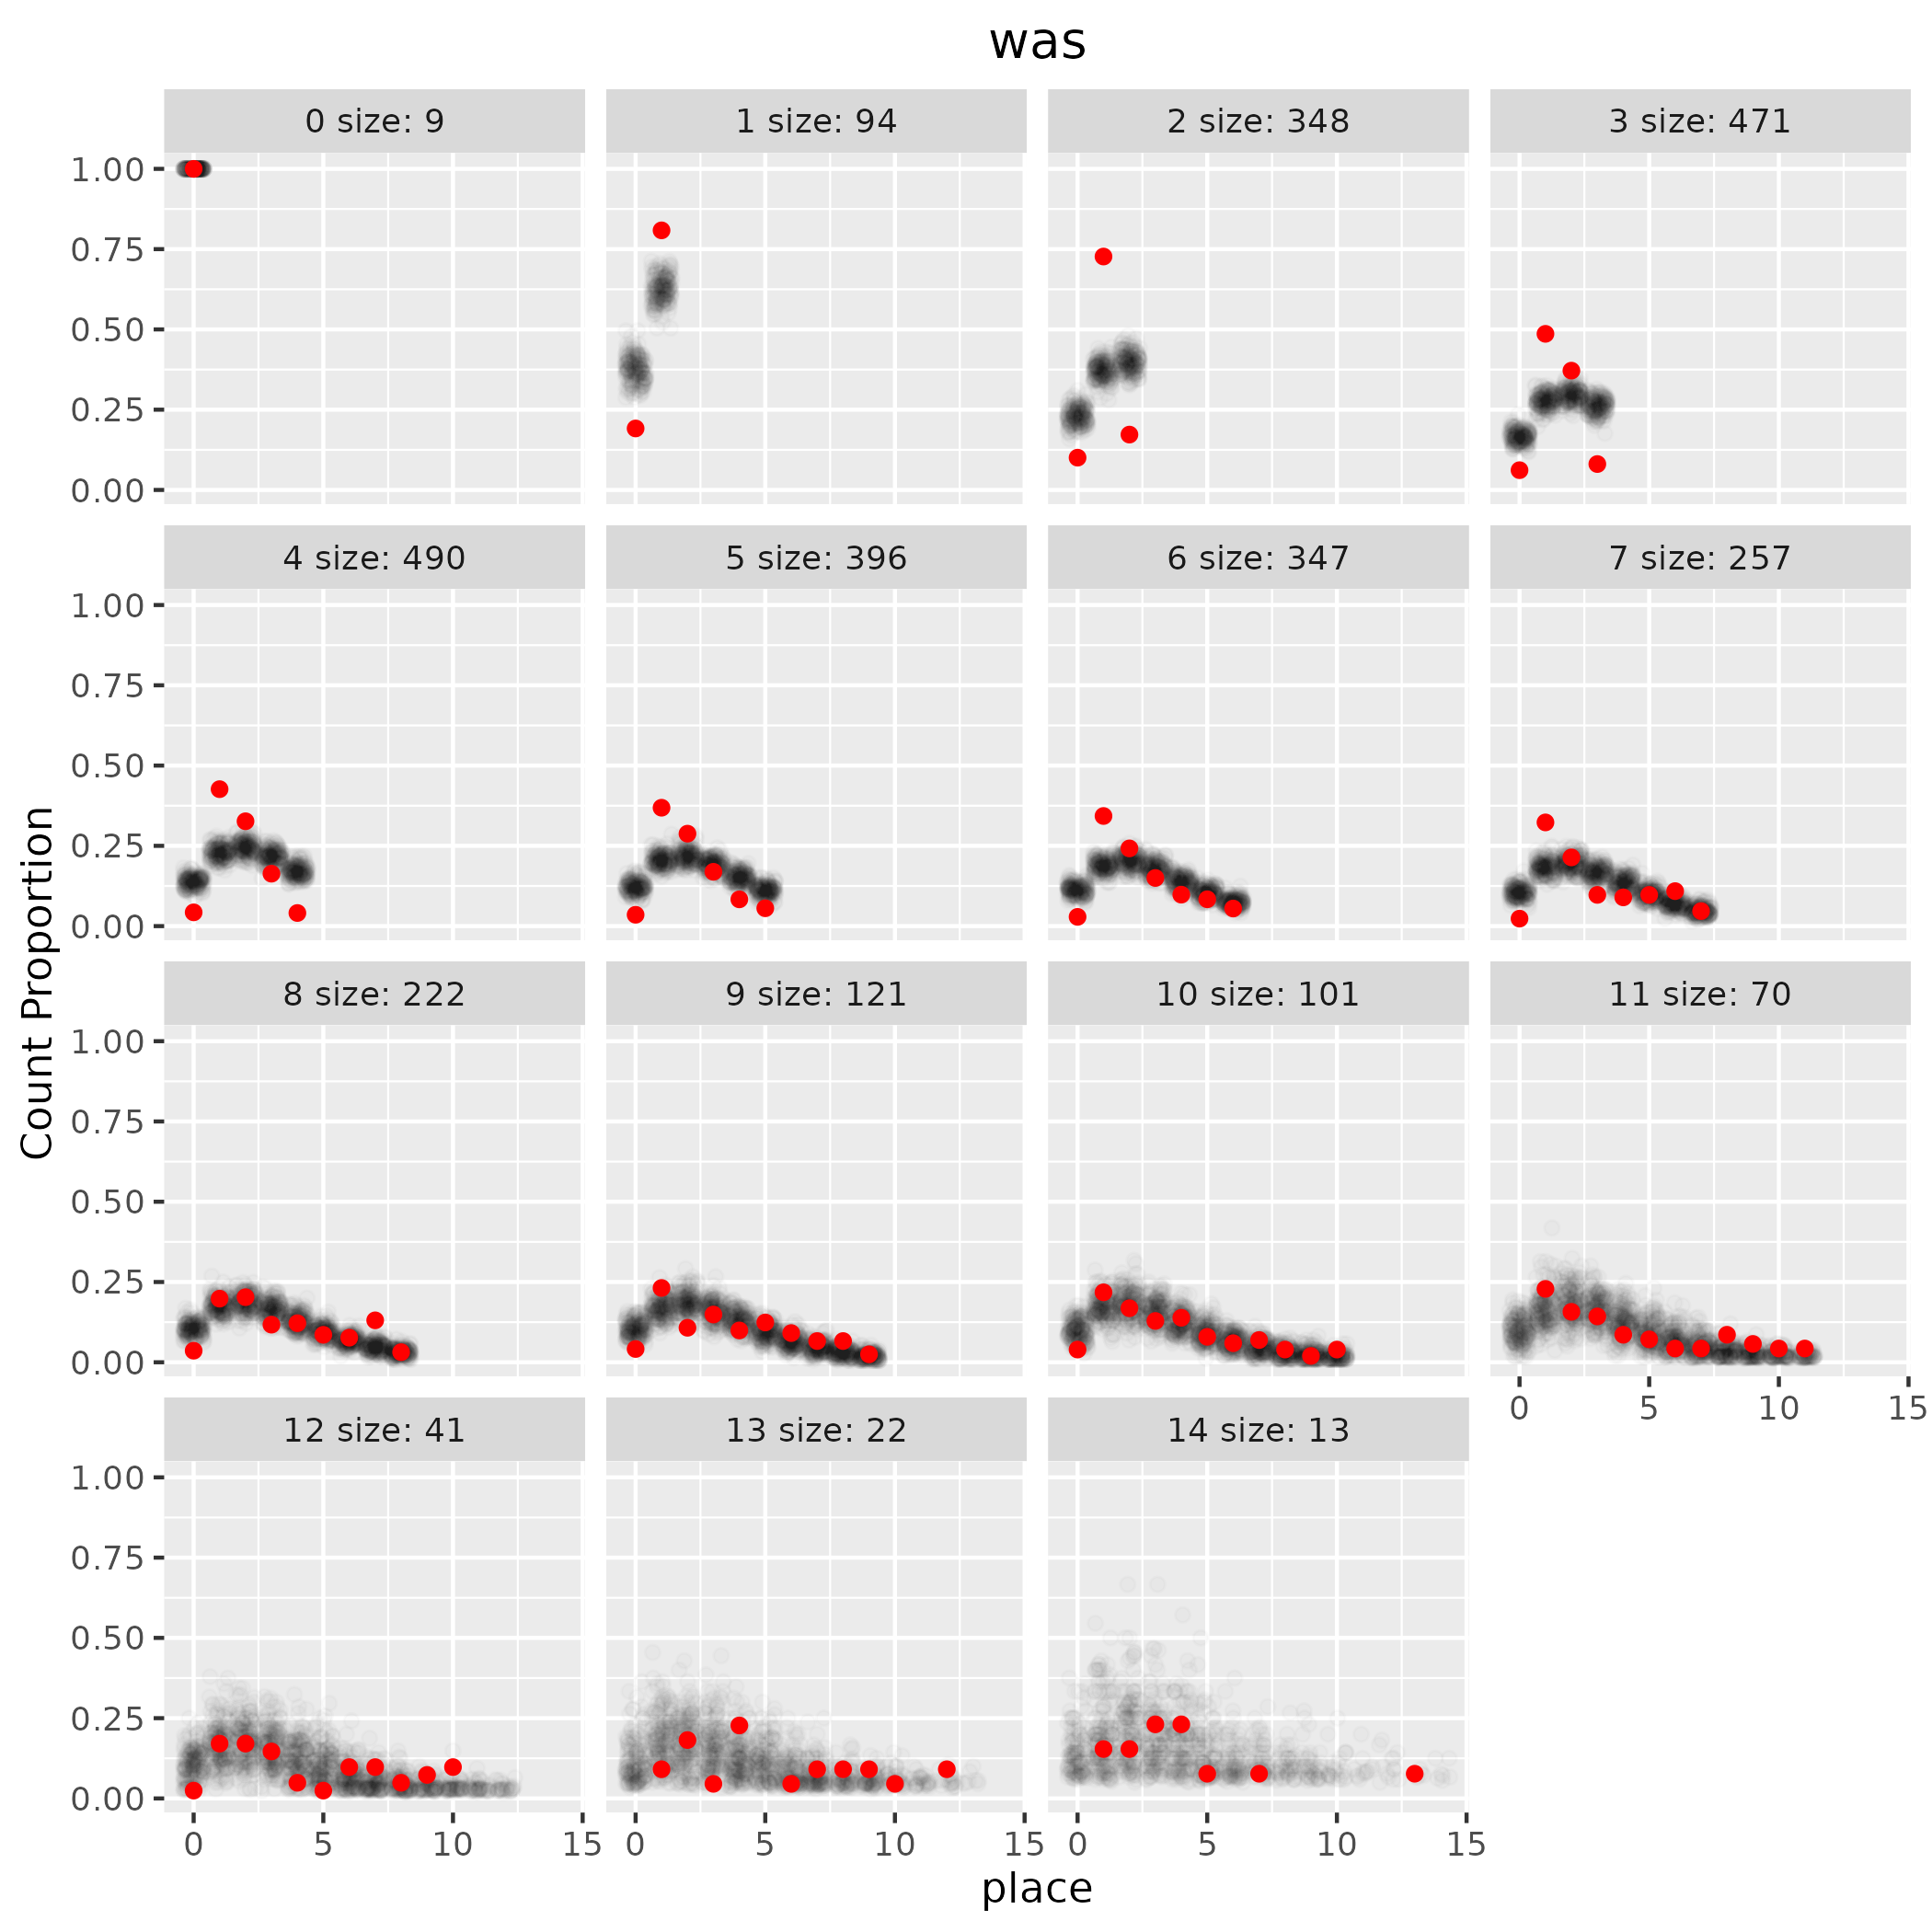 was
0 size: 9
1 size: 94
2 size: 348
3 size: 471
1.00
0.75
0.50
0.25
0.00
4 size: 490
5 size: 396
6 size: 347
7 size: 257
1.00
0.75
0.50
0.25
0.00
Count Proportion
8 size: 222
9 size: 121
10 size: 101
11 size: 70
1.00
0.75
0.50
0.25
0.00
0 5 10 15
12 size: 41
13 size: 22
14 size: 13
1.00
0.75
0.50
0.25
0.00
0 5 10 15
0 5 10 15
0 5 10 15
place